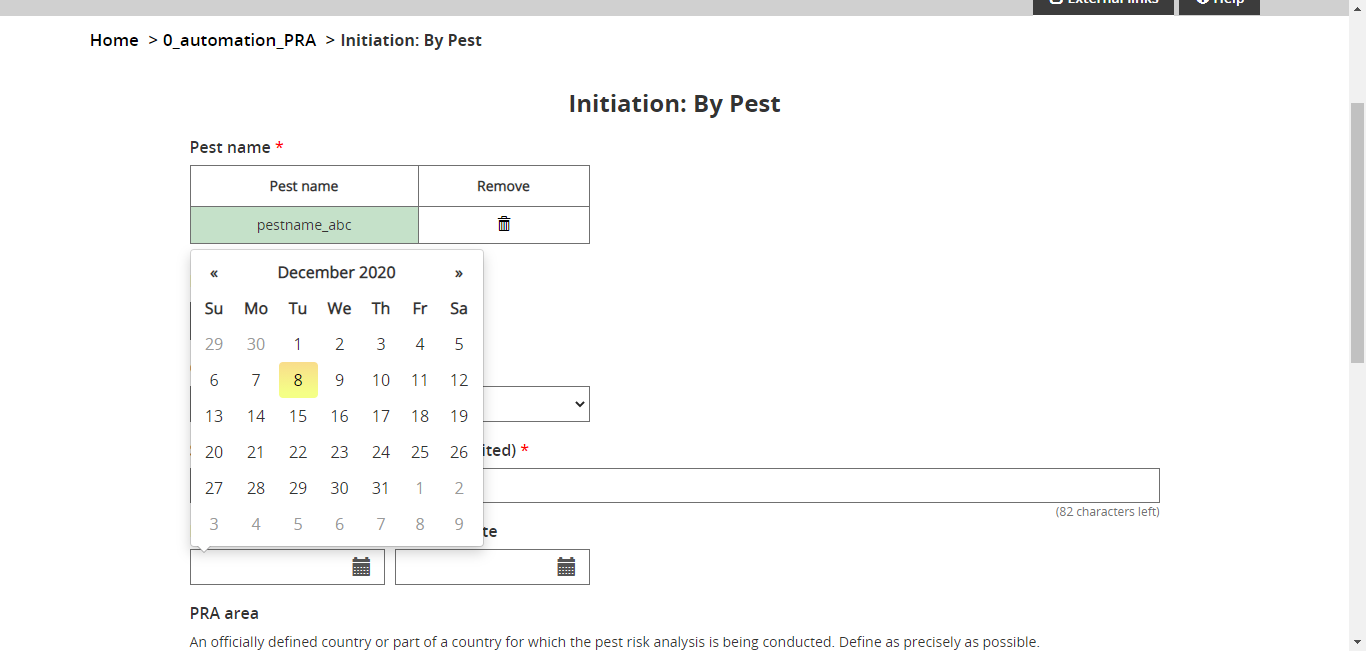 External links Help
Home > 0_automation_PRA > Initiation: By Pest
Initiation: By Pest
Pest name *
Pest name Remove
pestname_abc
« December 2020 »
Su Mo Tu We Th Fr Sa
29 30 1 2 3 4 5
6 7 8 9 10 11 12
13 14 15 16 17 18 19
20 21 22 23 24 25 26
27 28 29 30 31 1 2
3 4 5 6 7 8 9
ited) *
(82 characters left)
te
PRA area
An officially defined country or part of a country for which the pest risk analysis is being conducted. Define as precisely as possible.